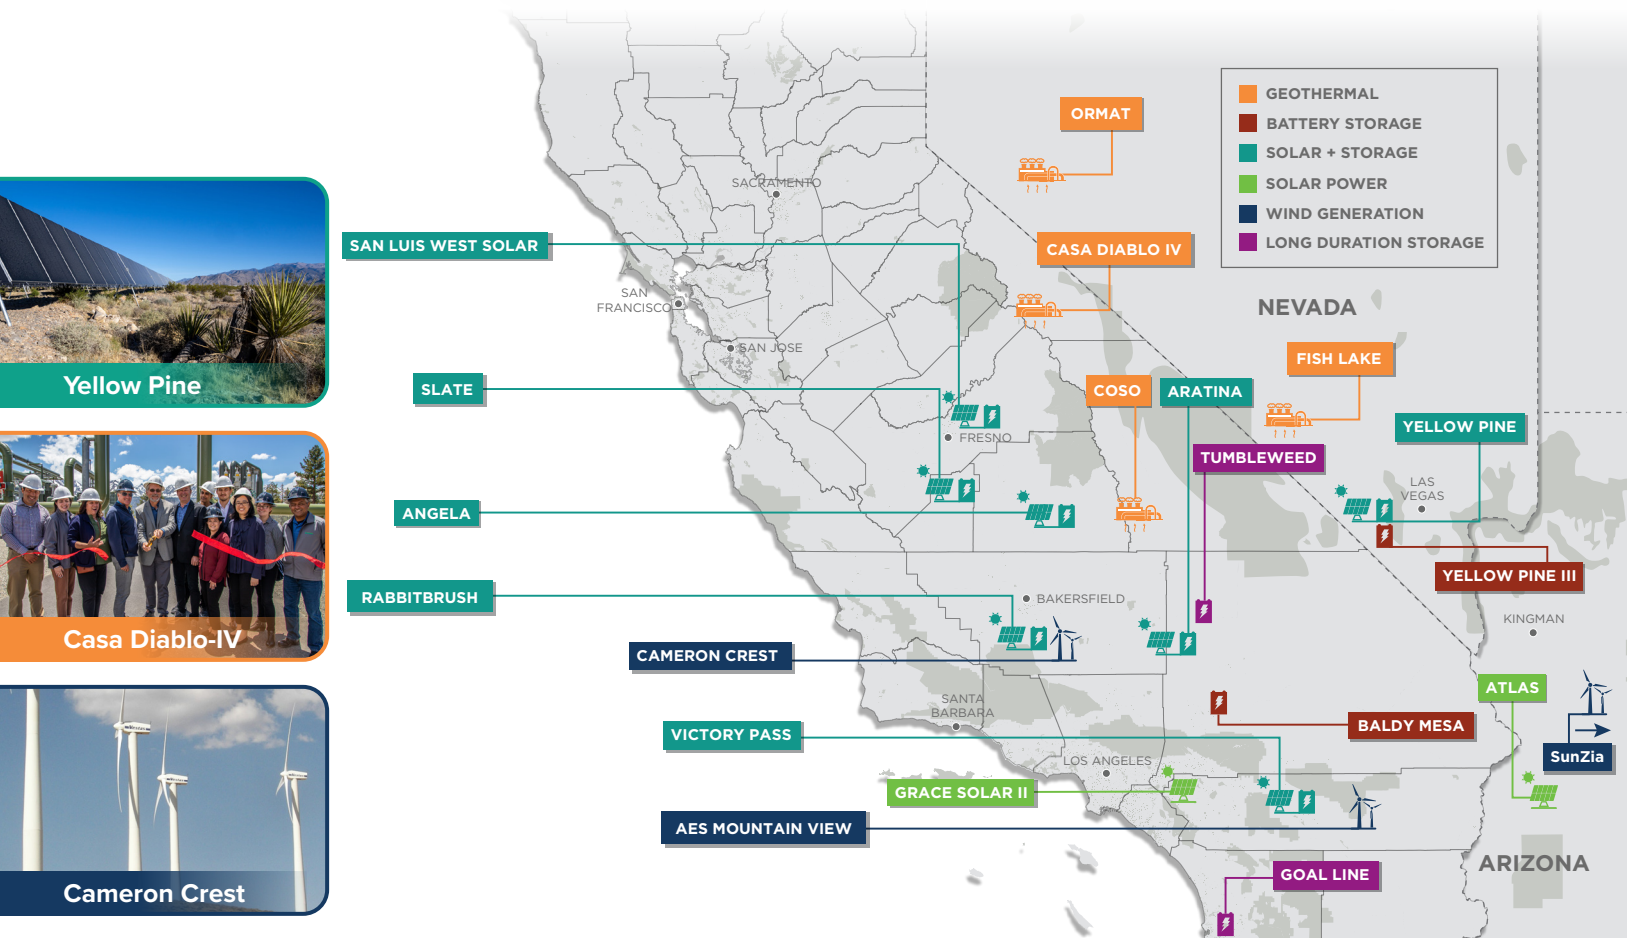 ORMAT
GEOTHERMAL
BATTERY STORAGE
SOLAR + STORAGE
SOLAR POWER
WIND GENERATION
LONG DURATION STORAGE
SACRAMENTO
SAN LUIS WEST SOLAR
CASA DIABLO IV
SAN
FRANCISCO
NEVADA
SAN JOSE
FISH LAKE
Yellow Pine
SLATE
COSO
ARATINA
YELLOW PINE
FRESNO
TUMBLEWEED
LAS
VEGAS
ANGELA
YELLOW PINE III
RABBITBRUSH
BAKERSFIELD
KINGMAN
Casa Diablo-IV
CAMERON CREST
ATLAS
SANTA
BARBARA
BALDY MESA
VICTORY PASS
SunZia
LOS ANGELES
GRACE SOLAR II
AES MOUNTAIN VIEW
ARIZONA
GOAL LINE
Cameron Crest